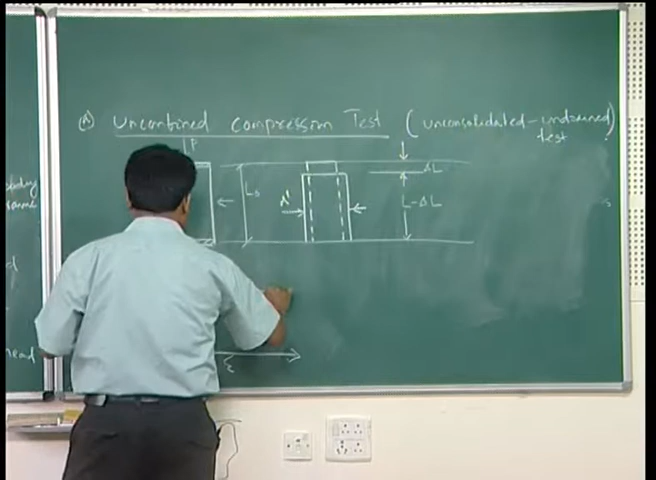 (A) Unconfined Compression Test (unconsolidated-undrained
test)
P
L₀
d'
ΔL
L-ΔL
ε